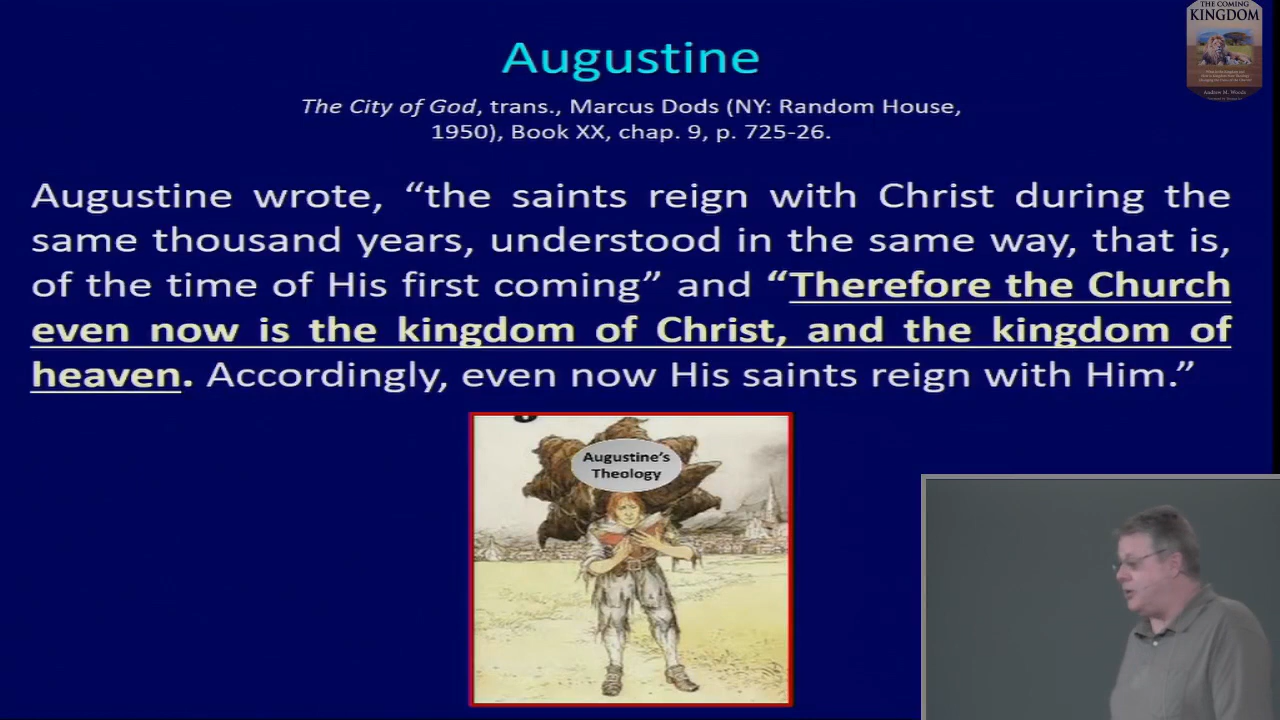 THE COMING
KINGDOM
Augustine
The City of God, trans., Marcus Dods (NY: Random House,
1950), Book XX, chap. 9, p. 725-26.
Augustine wrote, “the saints reign with Christ during the
same thousand years, understood in the same way, that is,
of the time of His first coming” and “Therefore the Church
even now is the kingdom of Christ, and the kingdom of
heaven. Accordingly, even now His saints reign with Him.”
Augustine’s
Theology